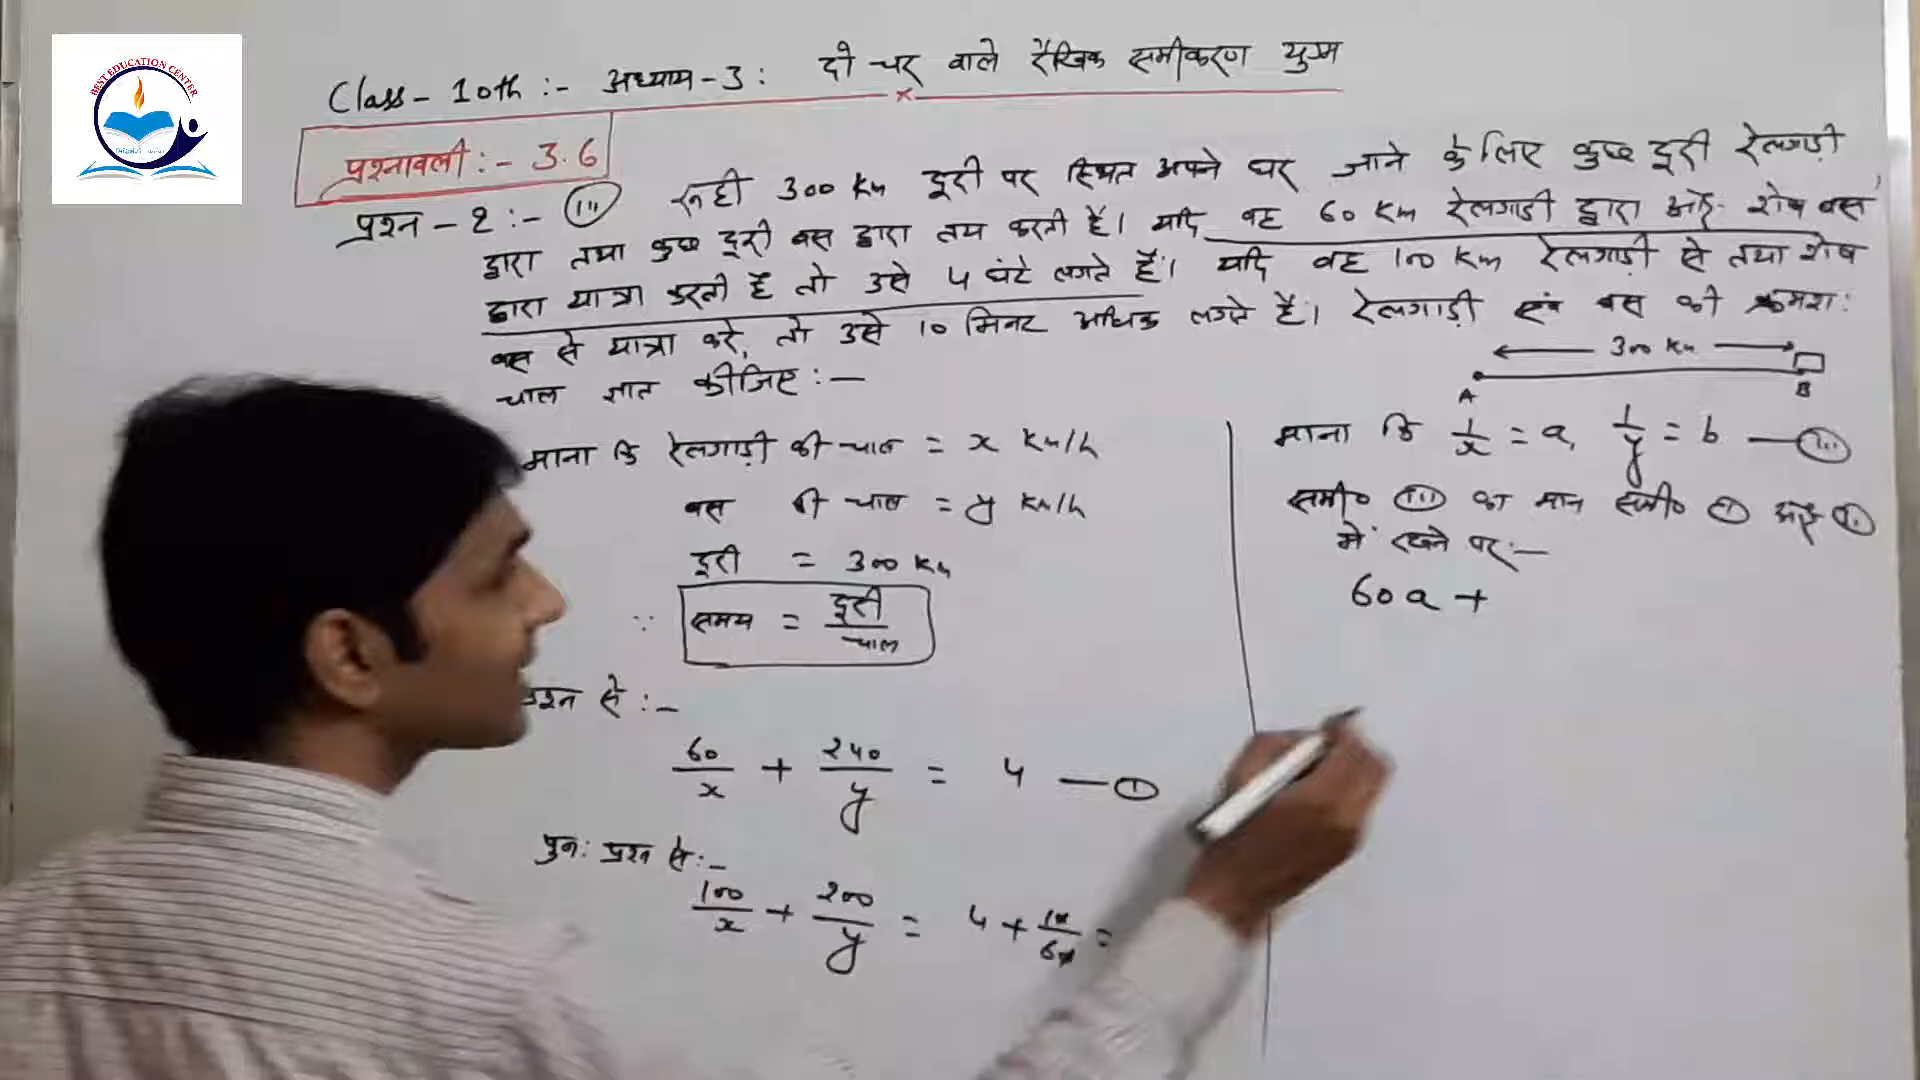 BEST EDUCATION CENTER
Class - 10th :- अध्याय - 3 : दो चर वाले रैखिक समीकरण युग्म
प्रश्नावली :- 3.6
प्रश्न - 2 :- (iii) रूही 300 Km दूरी पर स्थित अपने घर जाने के लिए कुछ दूरी रेलगाड़ी
द्वारा तथा कुछ दूरी बस द्वारा तय करती है। यदि वह 60 Km रेलगाड़ी द्वारा और शेष बस
द्वारा यात्रा करती है तो उसे 4 घंटे लगते हैं। यदि वह 100 Km रेलगाड़ी से तथा शेष
बस से यात्रा करे, तो उसे 10 मिनट अधिक लगते हैं। रेलगाड़ी एवं बस की क्रमशः
चाल ज्ञात कीजिए :-
300 Km
A B
माना कि रेलगाड़ी की चाल = x Km/h
बस की चाल = y Km/h
दूरी = 300 Km
∵ समय = दूरी/चाल
प्रश्न से :-
60/x + 240/y = 4 — (i)
पुनः प्रश्न से :-
100/x + 200/y = 4 + 10/60 =
माना कि 1/x = a, 1/y = b — (iii)
समी० (iii) का मान समी० (i) और (ii)
में रखने पर :-
60a +